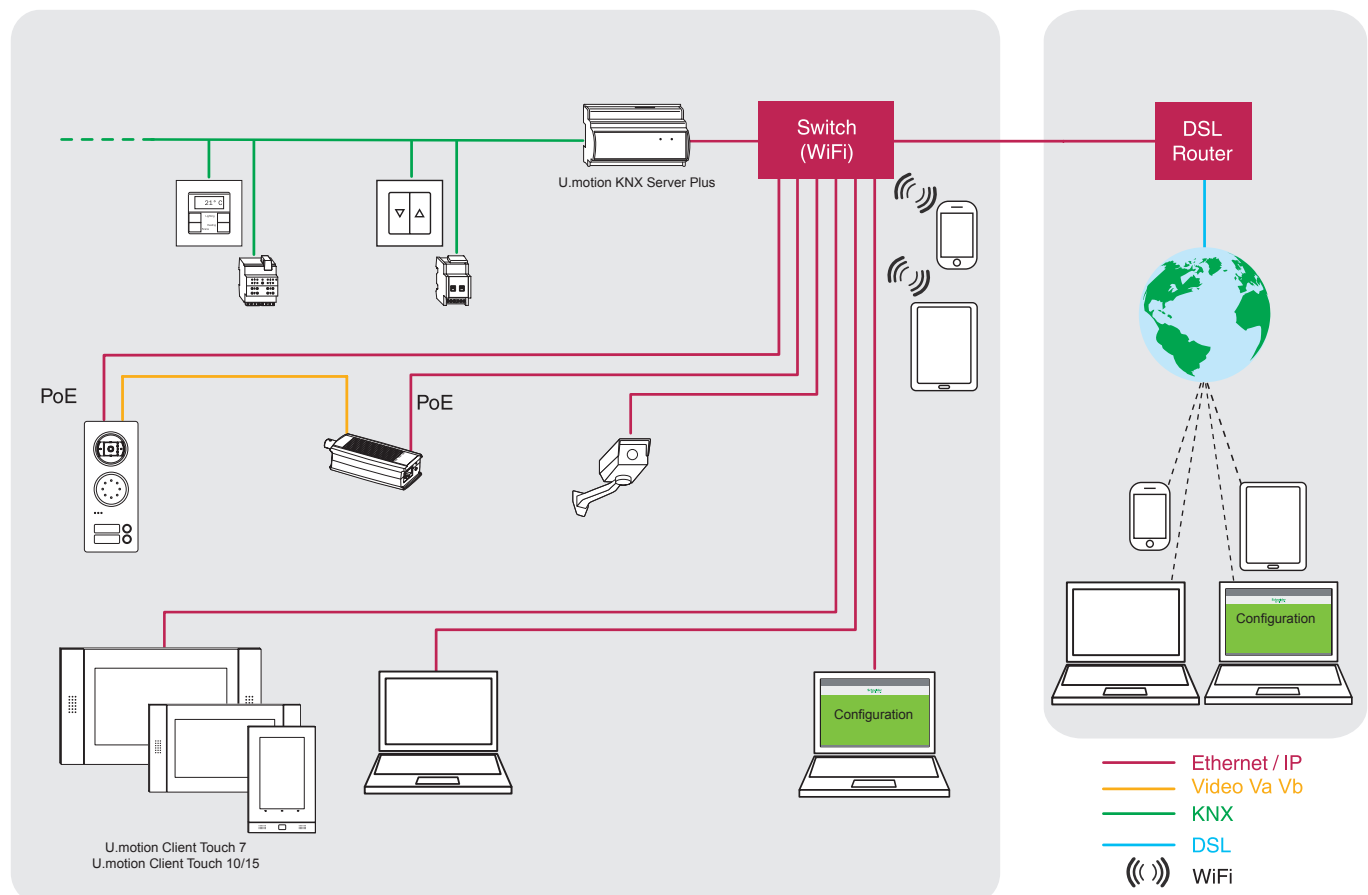 Switch
(WiFi)
DSL
Router
U.motion KNX Server Plus
21° C
PoE
PoE
Configuration
Configuration
U.motion Client Touch 7
U.motion Client Touch 10/15
Ethernet / IP
Video Va Vb
KNX
DSL
WiFi